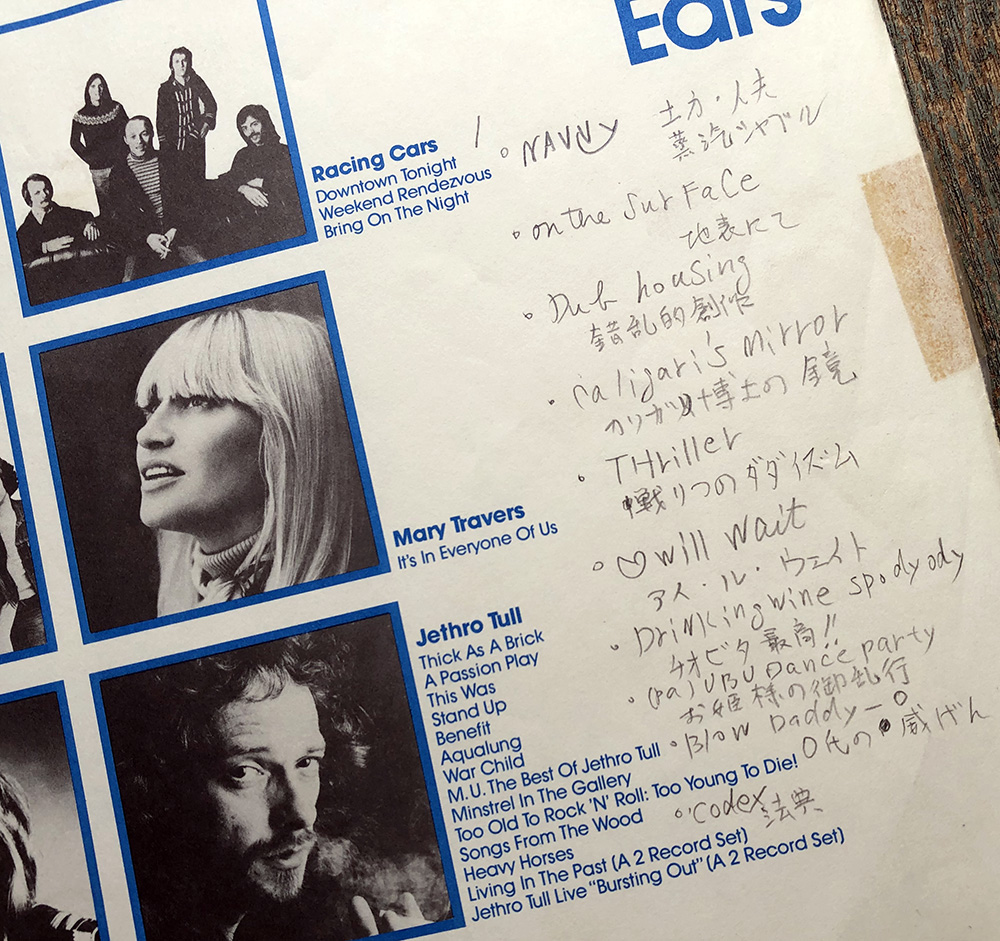 Ears
Racing Cars
Downtown Tonight
Weekend Rendezvous
Bring On The Night
Mary Travers
It's In Everyone Of Us
Jethro Tull
Thick As A Brick
A Passion Play
This Was
Stand Up
Benefit
Aqualung
War Child
M.U. The Best Of Jethro Tull
Minstrel In The Gallery
Too Old To Rock 'N' Roll: Too Young To Die!
Songs From The Wood
Heavy Horses
Living In The Past (A 2 Record Set)
Jethro Tull Live "Bursting Out" (A 2 Record Set)
NAVVY
土方・人夫
蒸汽シャブル
on the SurFace
地表にて
Dub housing
錯乱的創作
caligari's mirror
カリガリ博士の鏡
THriller
戦りつのダダイズム
will wait
アイ・ル・ウェイト
Drinking wine spodyody
チオビタ最高!!
(pa) UBU Dance party
お姫様の御乱行
Blow Daddy-o
0代の威げん
codex 法典